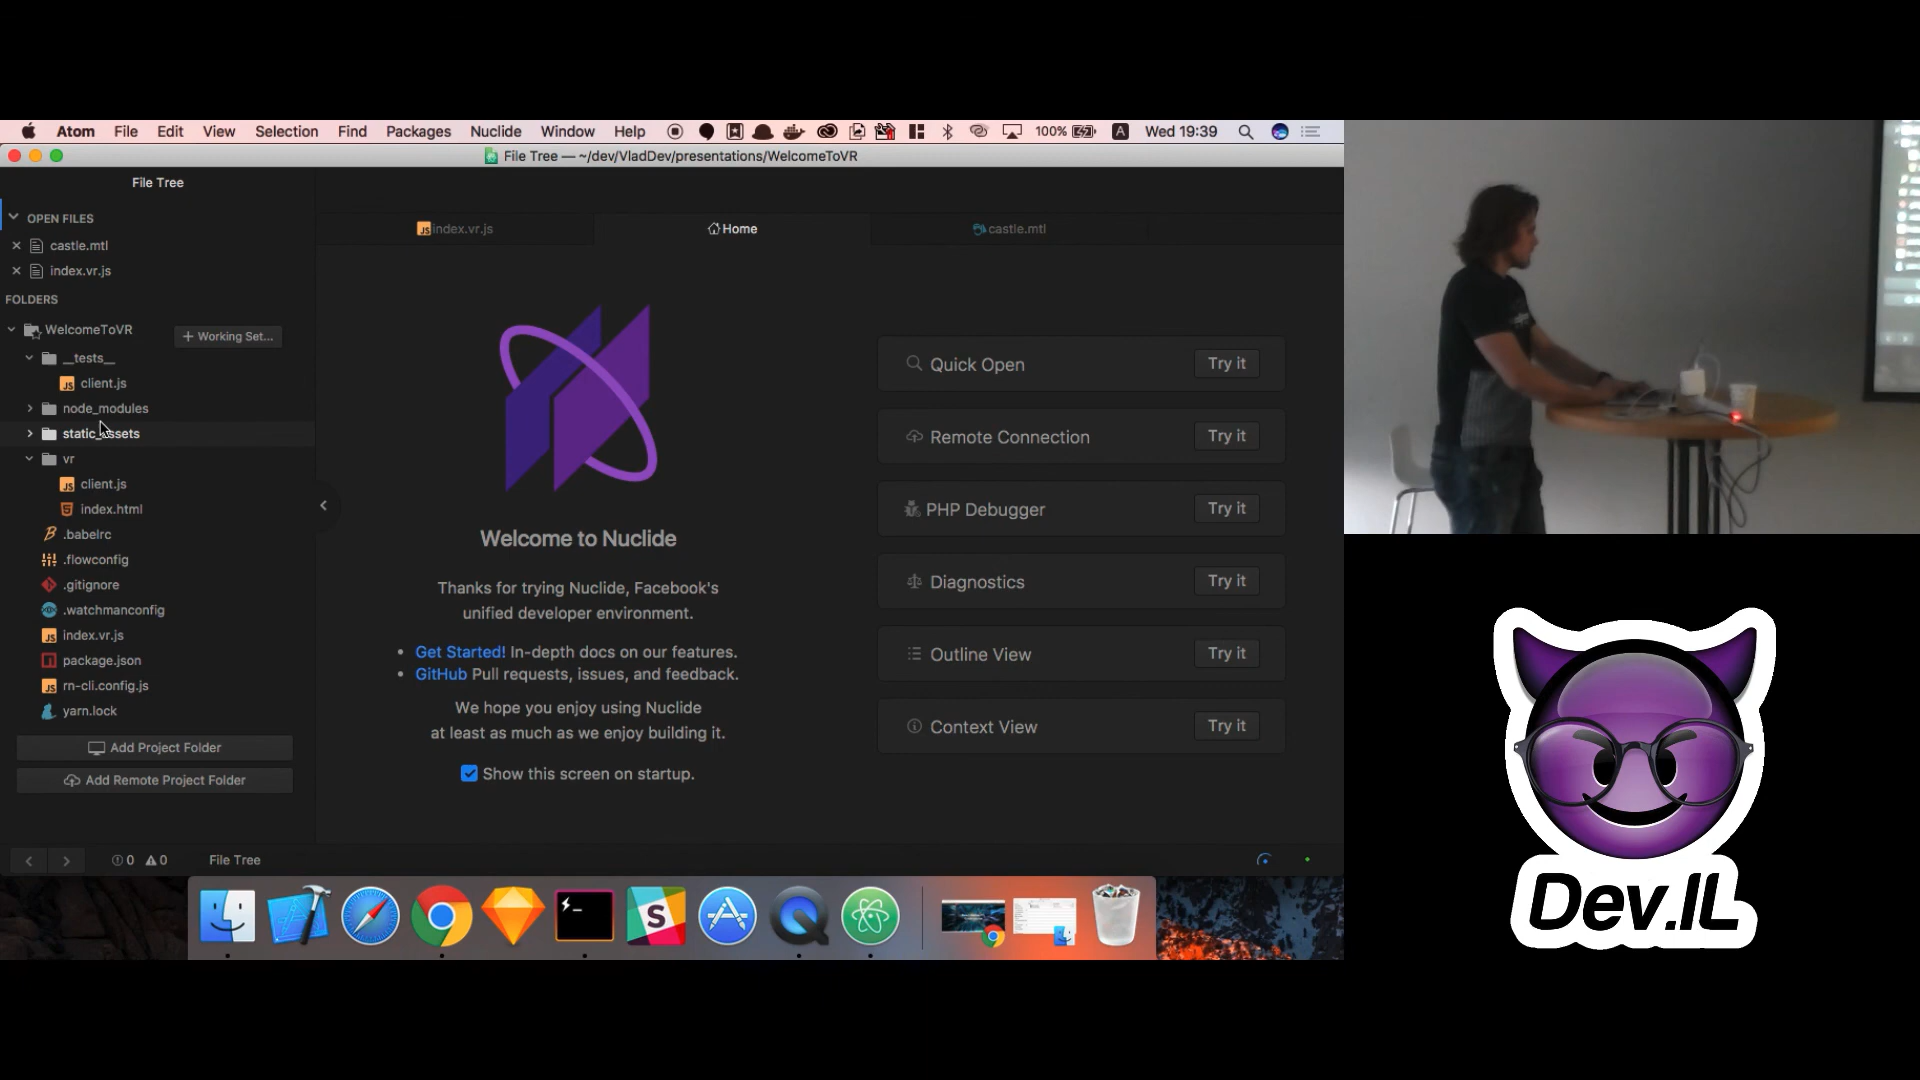 Atom File Edit View Selection Find Packages Nuclide Window Help 100% A Wed 19:39
File Tree — ~/dev/VladDev/presentations/WelcomeToVR
File Tree
OPEN FILES
castle.mtl
index.vr.js
FOLDERS
WelcomeToVR
+ Working Set...
__tests__
client.js
node_modules
static_assets
vr
client.js
index.html
.babelrc
.flowconfig
.gitignore
.watchmanconfig
index.vr.js
package.json
rn-cli.config.js
yarn.lock
Add Project Folder
Add Remote Project Folder
index.vr.js
Home
castle.mtl
Welcome to Nuclide
Thanks for trying Nuclide, Facebook's
unified developer environment.
• Get Started! In-depth docs on our features.
• GitHub Pull requests, issues, and feedback.
We hope you enjoy using Nuclide
at least as much as we enjoy building it.
Show this screen on startup.
Quick Open Try it
Remote Connection Try it
PHP Debugger Try it
Diagnostics Try it
Outline View Try it
Context View Try it
0 0 File Tree
S
Dev.IL